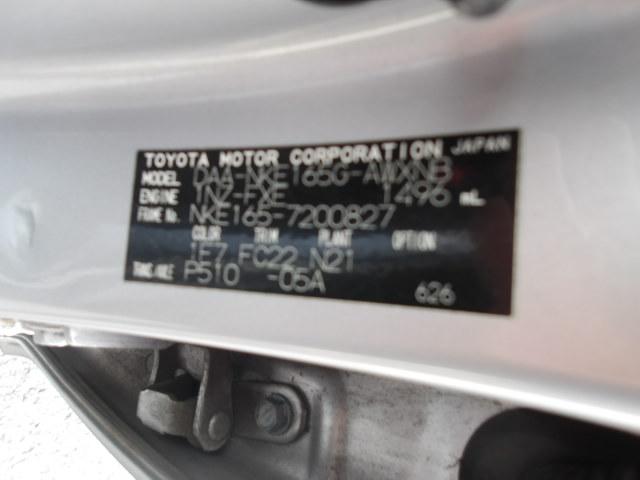 TOYOTA MOTOR CORPORATION JAPAN
MODEL DAA-NKE165G-AWXNB
ENGINE 1NZ-FXE 1496 mL
FRAME No. NKE165-7200827
COLOR TRIM PLANT OPTION
1F7 FC22 N21
TRANS/AXLE P510 -05A
626